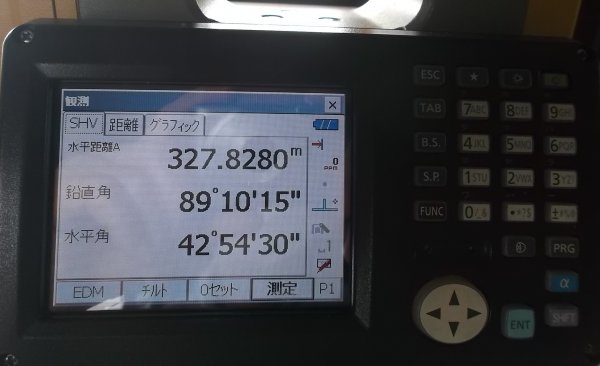 観測
SHV 距離 グラフィック
水平距離A 327.8280m
0
ppm
鉛直角 89°10'15"
水平角 42°54'30"
1
EDM チルト 0セット 測定 P1
ESC ★
TAB 7ABC 8DEF 9GHI
B.S. 4JKL 5MNO 6PQR
S.P. 1STU 2VWX 3YZ!
FUNC
PRG
α
ENT SHIFT